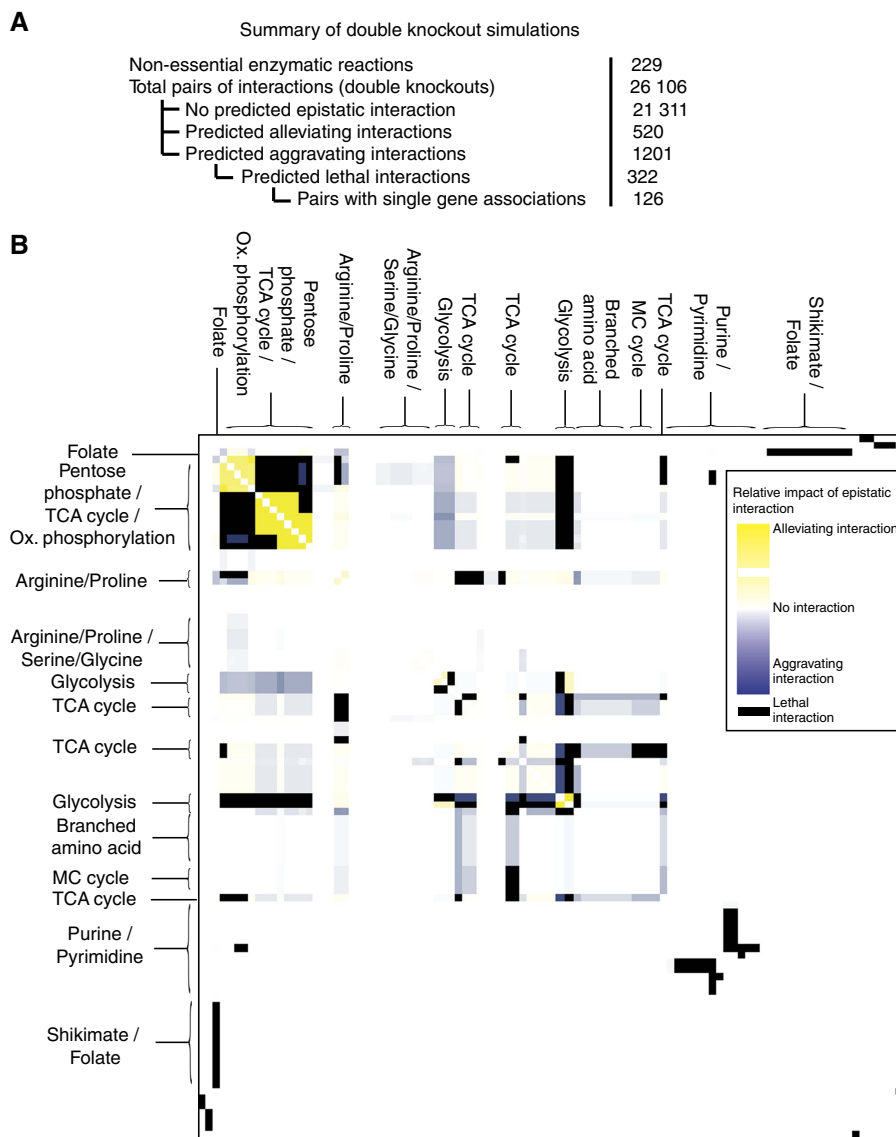 A
Summary of double knockout simulations
Non-essential enzymatic reactions 229
Total pairs of interactions (double knockouts) 26 106
No predicted epistatic interaction 21 311
Predicted alleviating interactions 520
Predicted aggravating interactions 1201
Predicted lethal interactions 322
Pairs with single gene associations 126
B
Folate
Ox. phosphorylation
TCA cycle /
phosphate /
Pentose
Arginine/Proline
Serine/Glycine
Arginine/Proline /
Glycolysis
TCA cycle
TCA cycle
Glycolysis
amino acid
Branched
MC cycle
TCA cycle
Pyrimidine
Purine /
Folate
Shikimate /
Folate
Pentose
phosphate /
TCA cycle /
Ox. phosphorylation
Arginine/Proline
Arginine/Proline /
Serine/Glycine
Glycolysis
TCA cycle
TCA cycle
Glycolysis
Branched
amino acid
MC cycle
TCA cycle
Purine /
Pyrimidine
Shikimate /
Folate
Relative impact of epistatic
interaction
Alleviating interaction
No interaction
Aggravating
interaction
Lethal
interaction